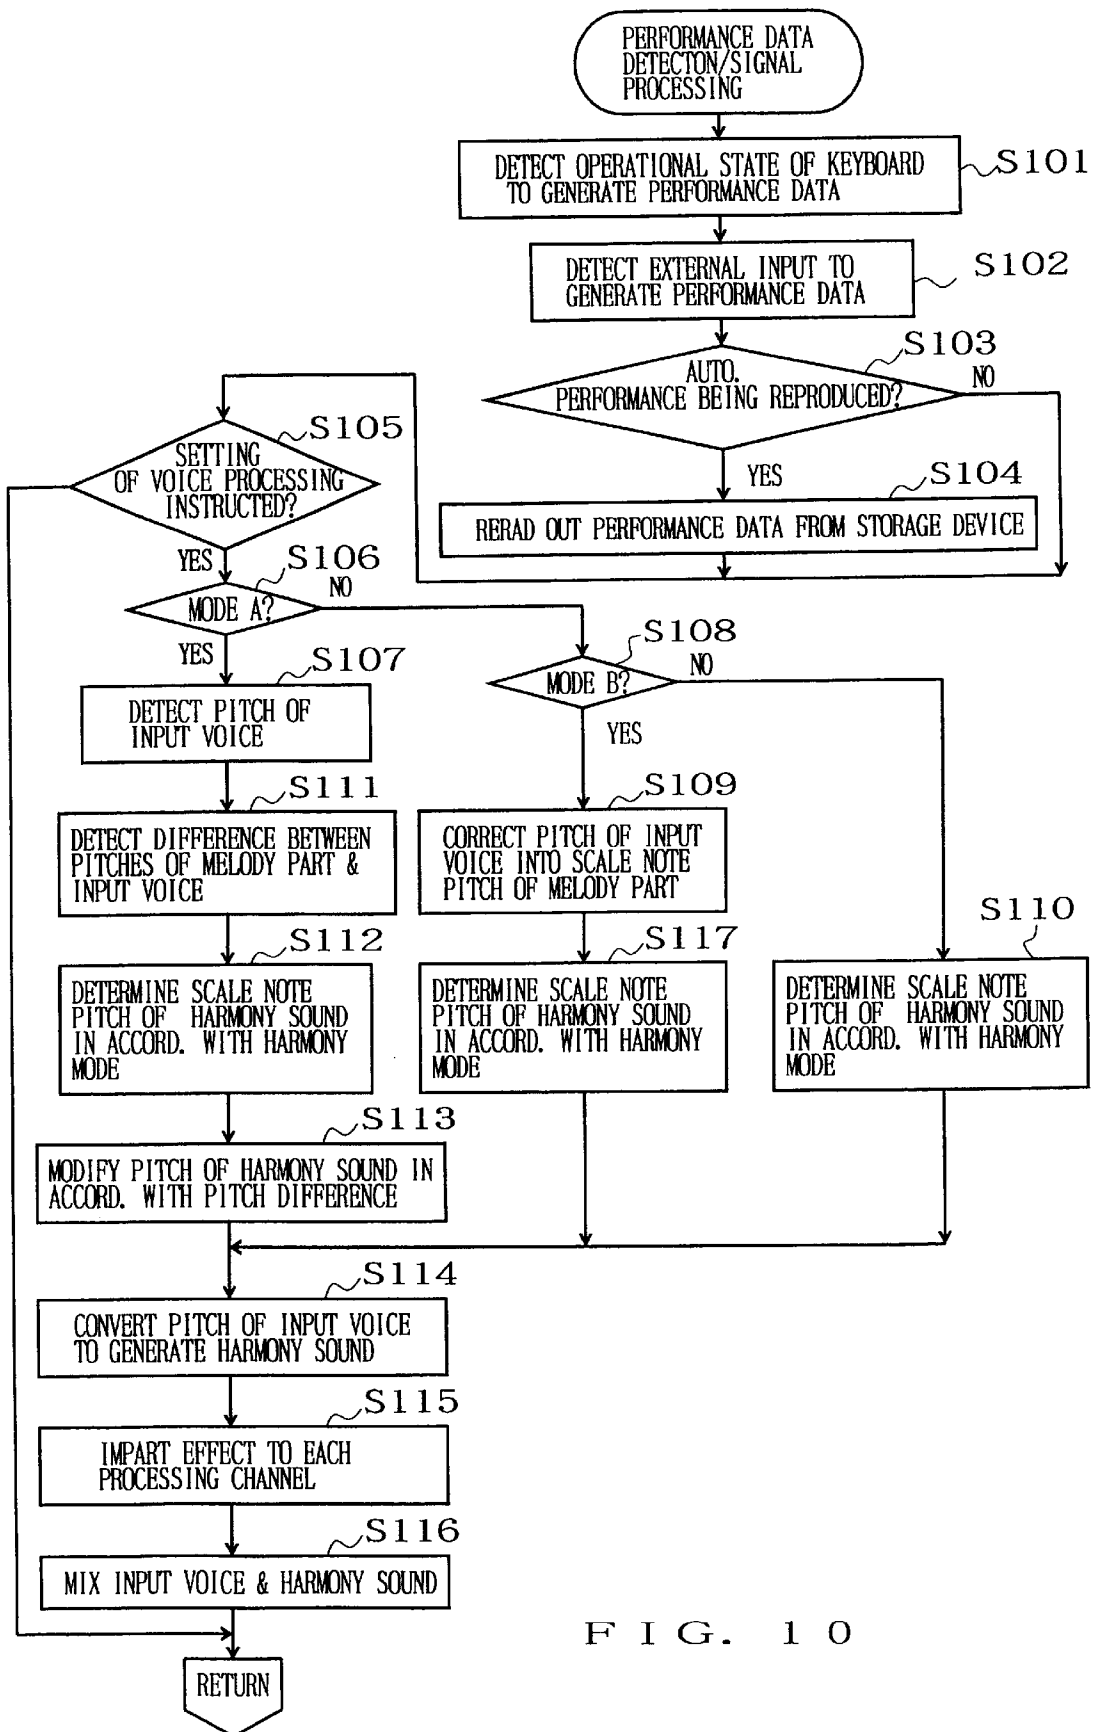 PERFORMANCE DATA
DETECTON/SIGNAL
PROCESSING
DETECT OPERATIONAL STATE OF KEYBOARD
TO GENERATE PERFORMANCE DATA
S101
DETECT EXTERNAL INPUT TO
GENERATE PERFORMANCE DATA
S102
S103
AUTO.
PERFORMANCE BEING REPRODUCED?
NO
YES
S104
RERAD OUT PERFORMANCE DATA FROM STORAGE DEVICE
S105
SETTING
OF VOICE PROCESSING
INSTRUCTED?
YES
S106
MODE A?
NO
YES
S107
DETECT PITCH OF
INPUT VOICE
S108
MODE B?
NO
YES
S111
DETECT DIFFERENCE BETWEEN
PITCHES OF MELODY PART &
INPUT VOICE
S109
CORRECT PITCH OF INPUT
VOICE INTO SCALE NOTE
PITCH OF MELODY PART
S112
DETERMINE SCALE NOTE
PITCH OF HARMONY SOUND
IN ACCORD. WITH HARMONY
MODE
S117
DETERMINE SCALE NOTE
PITCH OF HARMONY SOUND
IN ACCORD. WITH HARMONY
MODE
S110
DETERMINE SCALE NOTE
PITCH OF HARMONY SOUND
IN ACCORD. WITH HARMONY
MODE
S113
MODIFY PITCH OF HARMONY SOUND IN
ACCORD. WITH PITCH DIFFERENCE
S114
CONVERT PITCH OF INPUT VOICE
TO GENERATE HARMONY SOUND
S115
IMPART EFFECT TO EACH
PROCESSING CHANNEL
S116
MIX INPUT VOICE & HARMONY SOUND
RETURN
FIG. 10